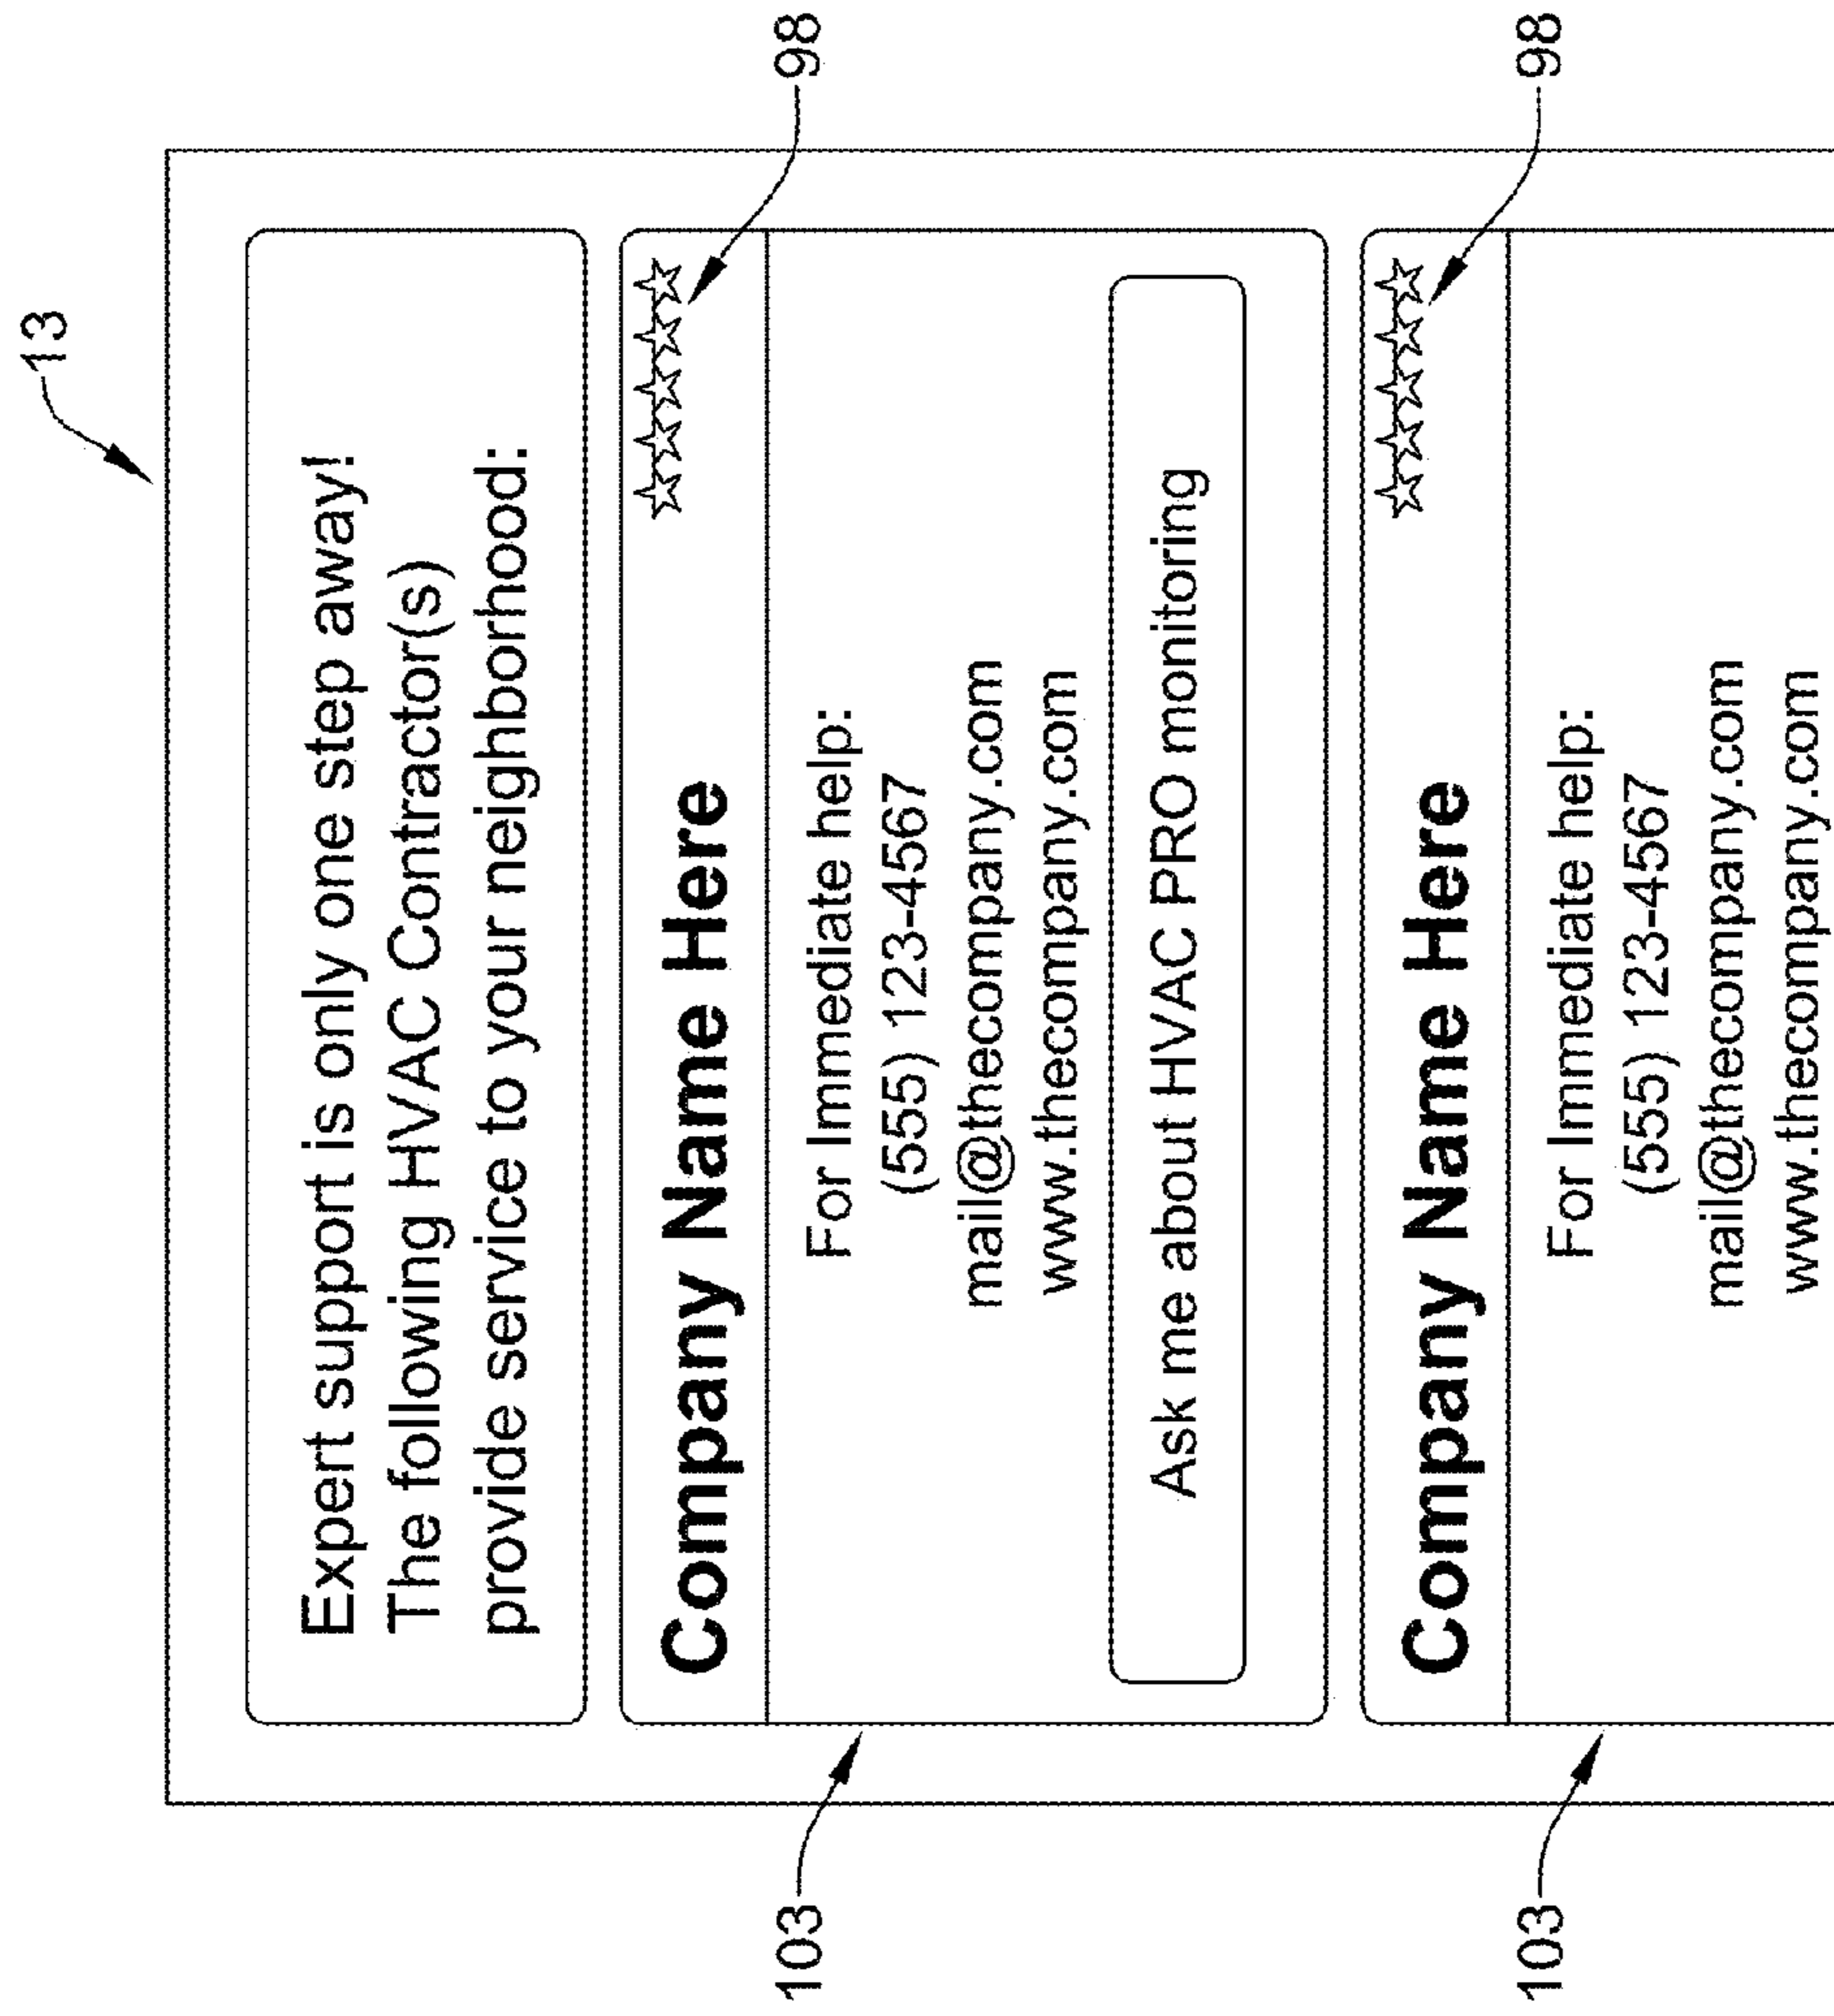 13
Expert support is only one step away!
The following HVAC Contractor(s)
provide service to your neighborhood:
Company Name Here
98
103
For Immediate help:
(555) 123-4567
mail@thecompany.com
www.thecompany.com
Ask me about HVAC PRO monitoring
Company Name Here
98
103
For Immediate help:
(555) 123-4567
mail@thecompany.com
www.thecompany.com